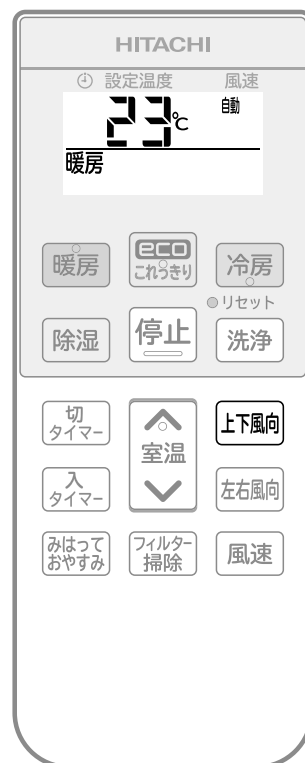 HITACHI
設定温度 風速
23℃ 自動
暖房
暖房 eco これっきり 冷房
リセット
除湿 停止 洗浄
切タイマー 室温 上下風向
入タイマー 左右風向
みはっておやすみ フィルター掃除 風速